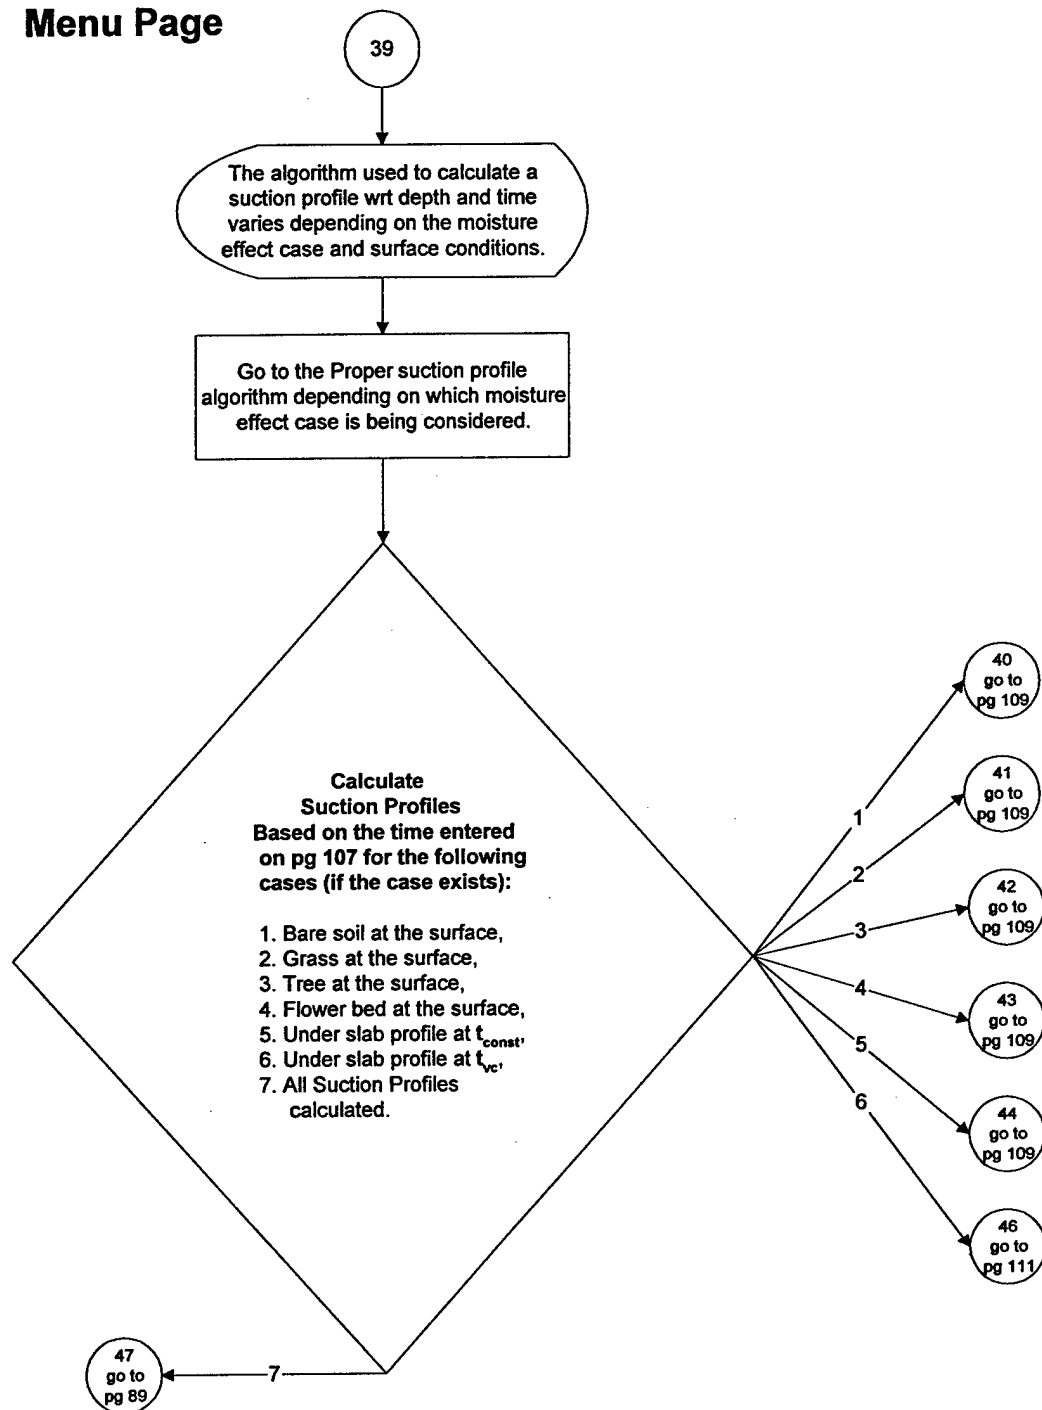 Menu Page
39
The algorithm used to calculate a
suction profile wrt depth and time
varies depending on the moisture
effect case and surface conditions.
Go to the Proper suction profile
algorithm depending on which moisture
effect case is being considered.
Calculate
Suction Profiles
Based on the time entered
on pg 107 for the following
cases (if the case exists):
1. Bare soil at the surface,
2. Grass at the surface,
3. Tree at the surface,
4. Flower bed at the surface,
5. Under slab profile at tconst,
6. Under slab profile at tvc,
7. All Suction Profiles
calculated.
1
2
3
4
5
6
40
go to
pg 109
41
go to
pg 109
42
go to
pg 109
43
go to
pg 109
44
go to
pg 109
46
go to
pg 111
7
47
go to
pg 89